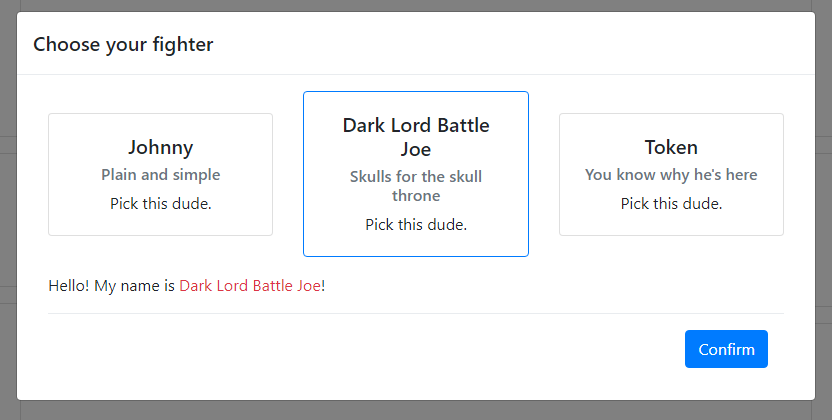 Choose your fighter
Johnny
Plain and simple
Pick this dude.
Dark Lord Battle
Joe
Skulls for the skull
throne
Pick this dude.
Token
You know why he's here
Pick this dude.
Hello! My name is Dark Lord Battle Joe!
Confirm